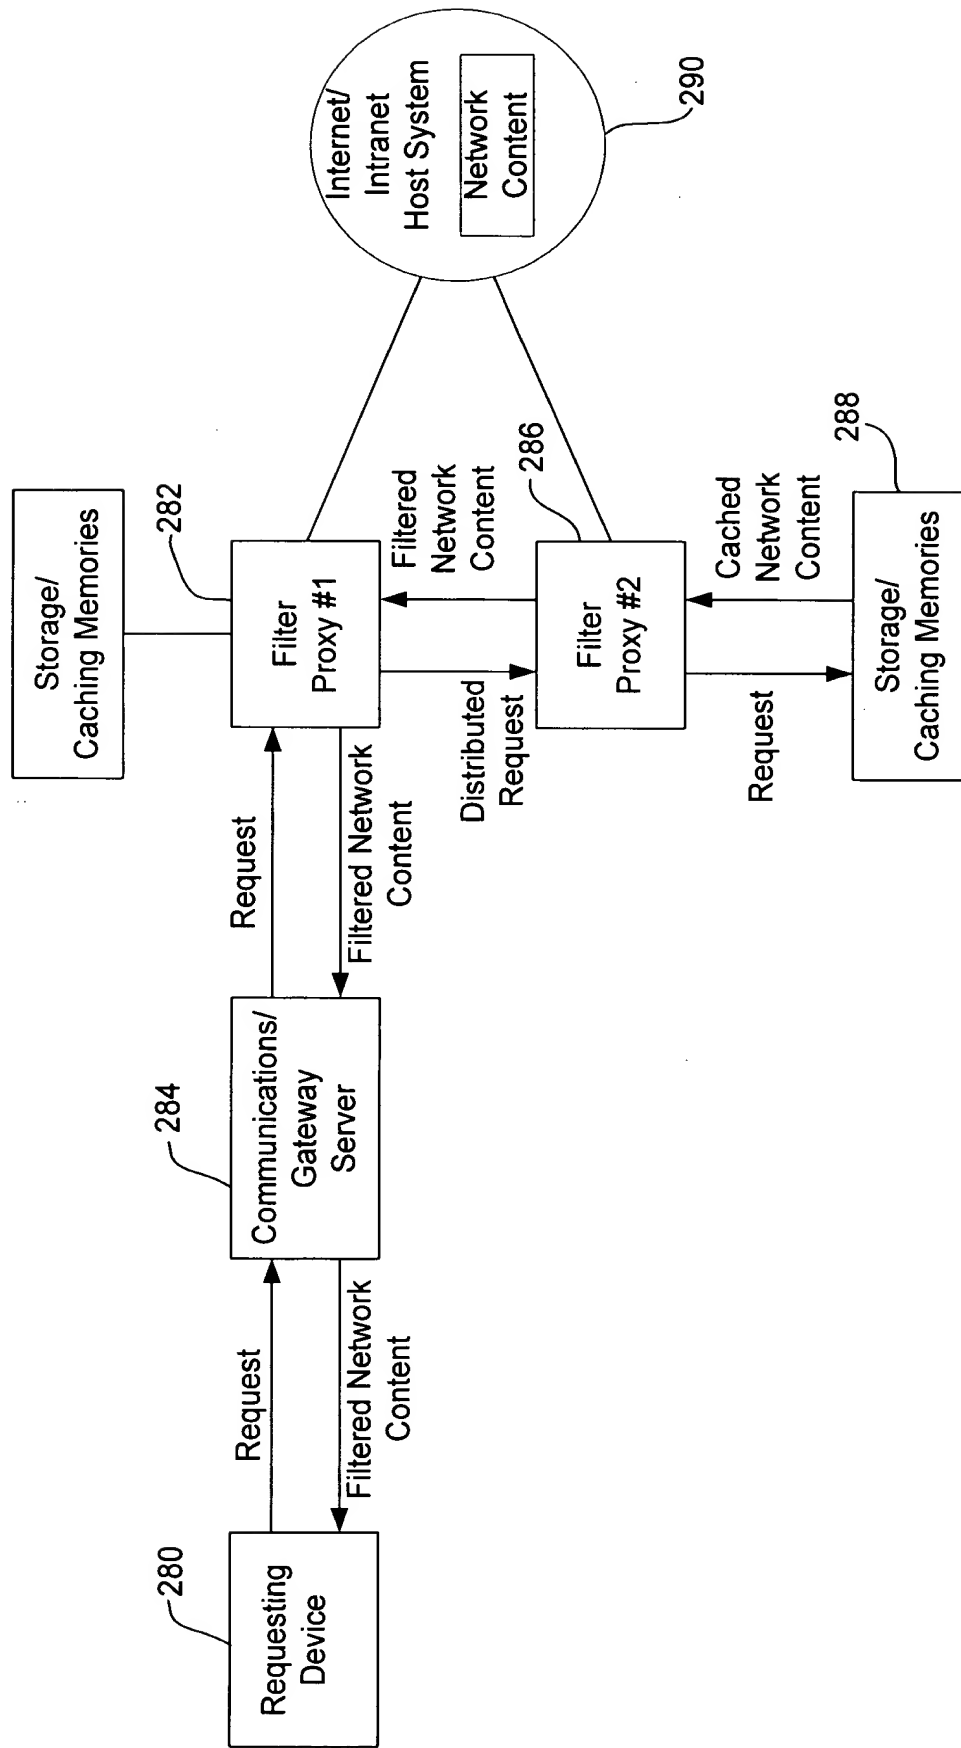 Storage/
Caching Memories
282
Internet/
Intranet
Host System
Network
Content
290
280
Requesting
Device
Request
Filtered Network
Content
284
Communications/
Gateway
Server
Request
Filtered Network
Content
Filter
Proxy #1
Distributed
Request
Filtered
Network
Content
286
Filter
Proxy #2
Request
Cached
Network
Content
288
Storage/
Caching Memories